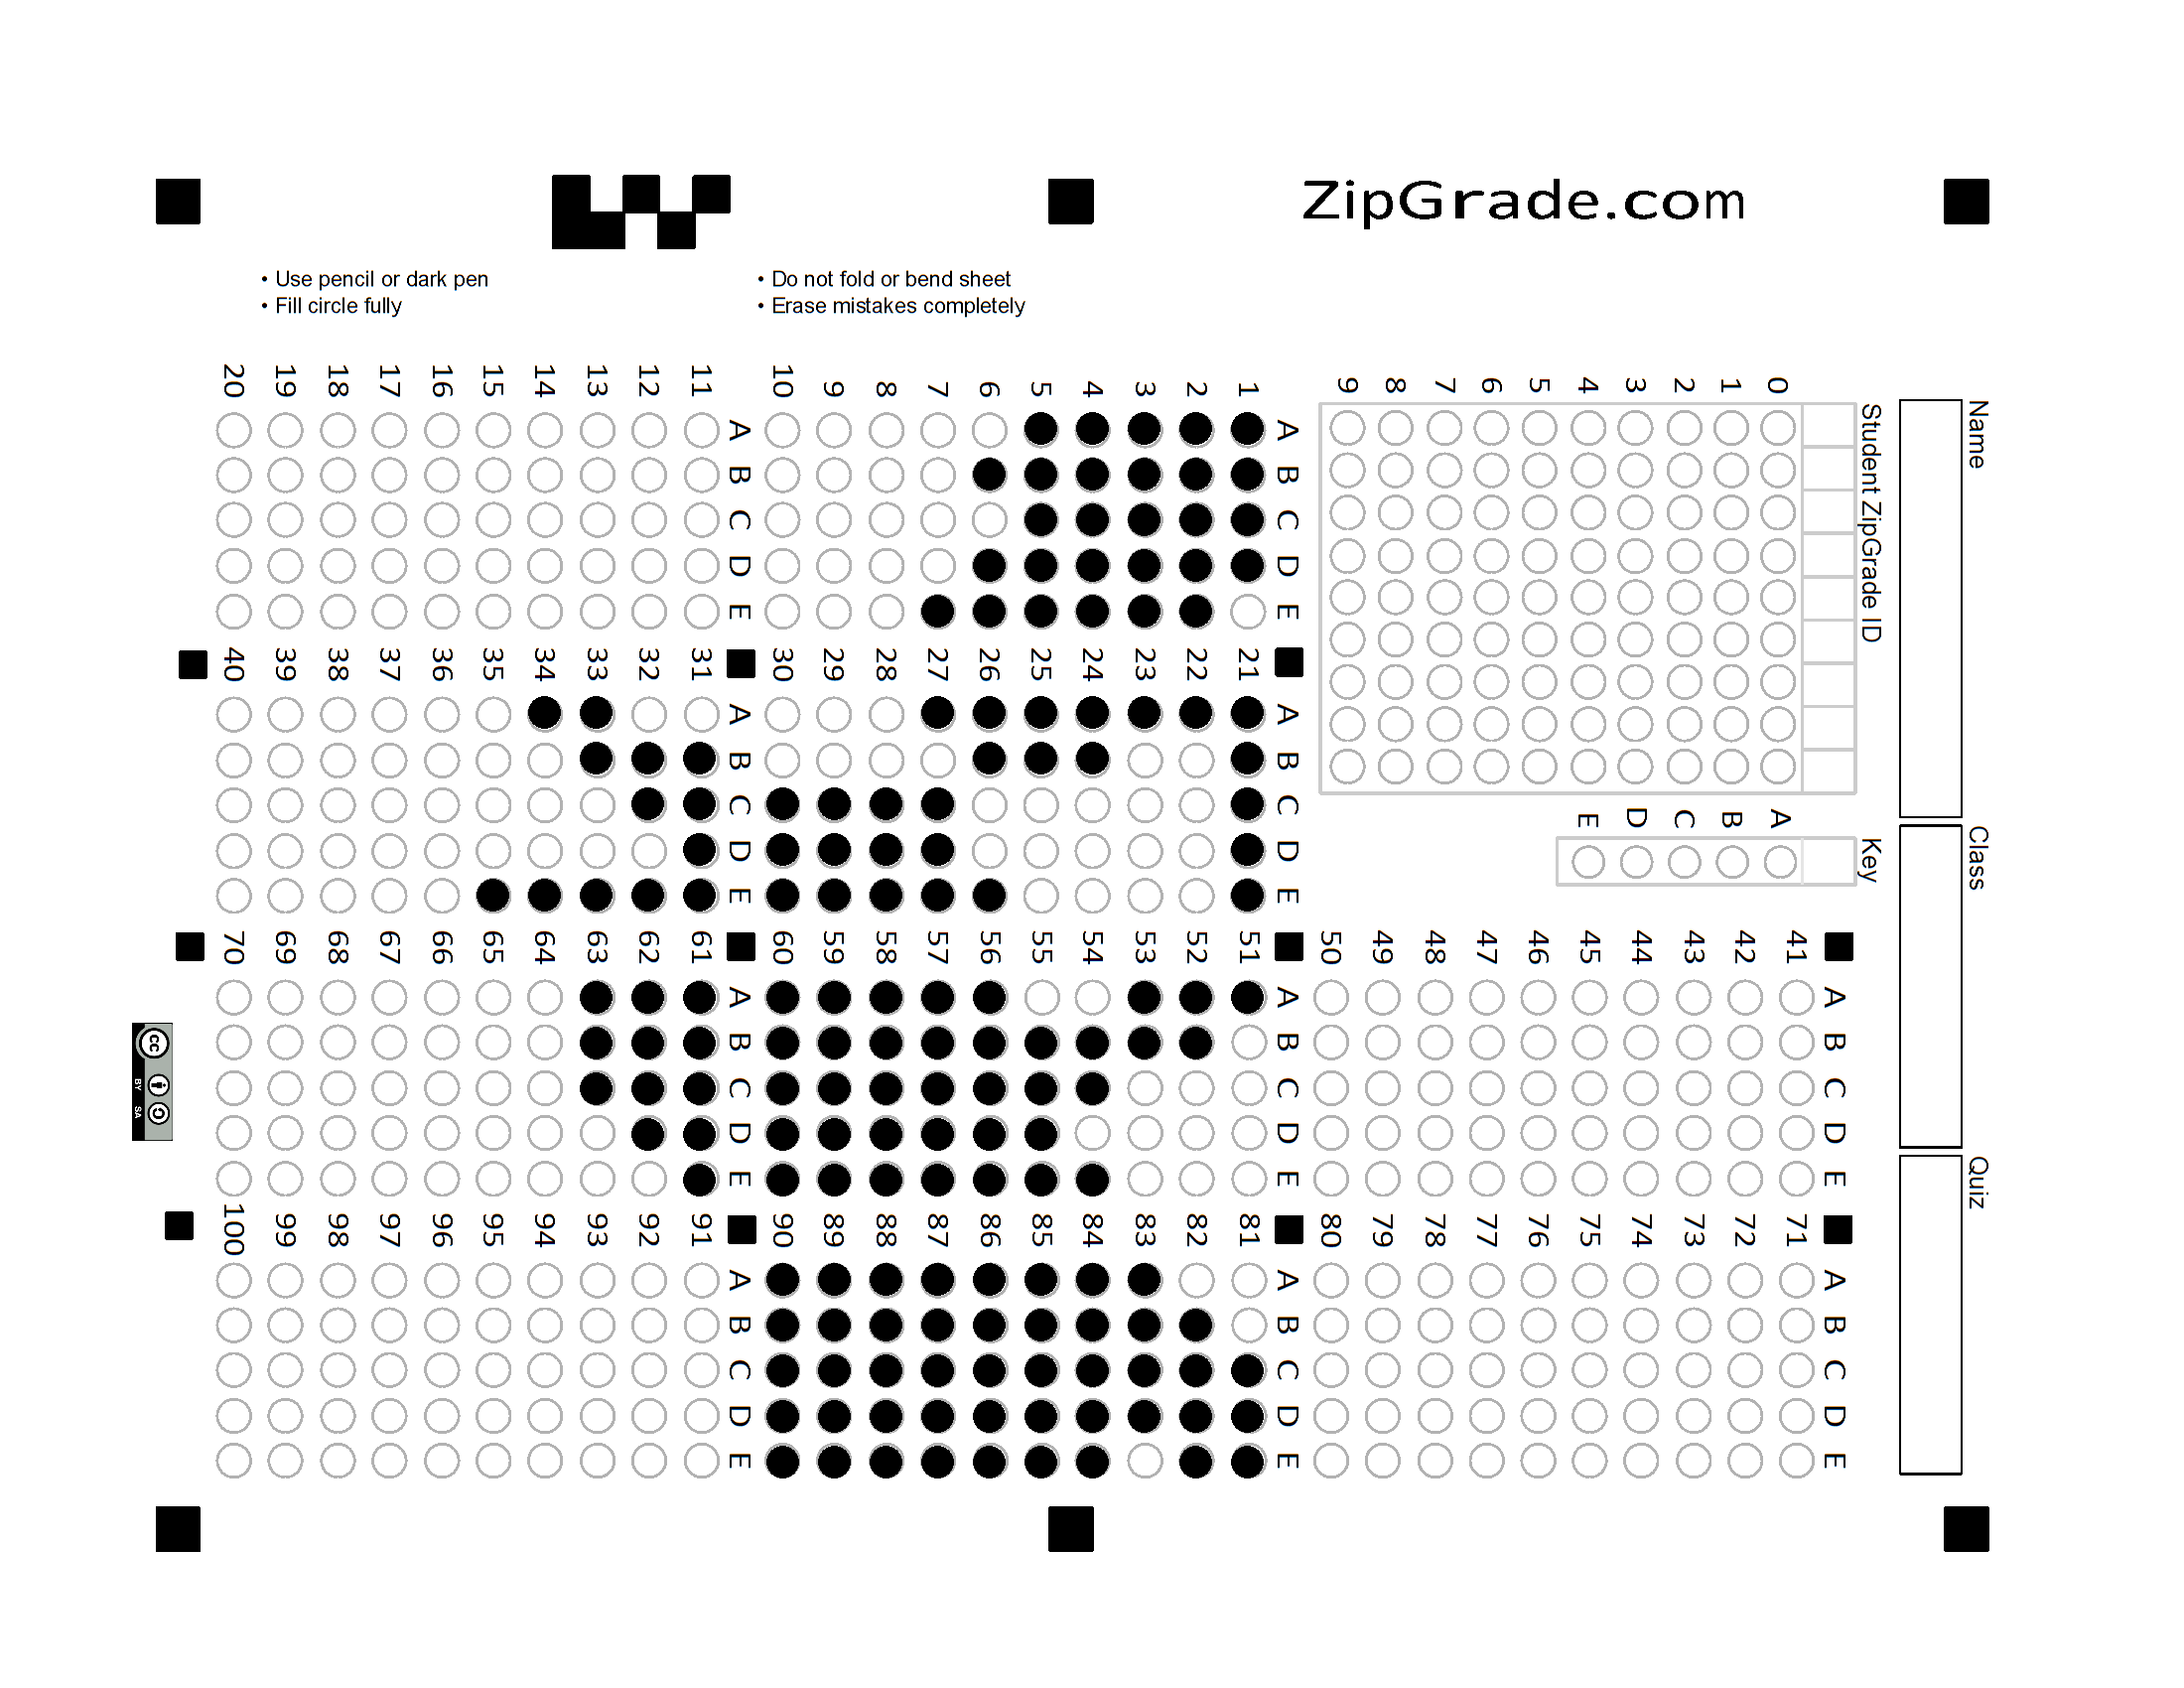 ZipGrade.com
• Use pencil or dark pen
• Fill circle fully
• Do not fold or bend sheet
• Erase mistakes completely
Name Class Quiz
Student ZipGrade ID Key
0 A
1 B
2 C
3 D
4 E
5
6
7
8
9
A B C D E A B C D E
41 71
42 72
43 73
44 74
45 75
46 76
47 77
48 78
49 79
50 80
A B C D E A B C D E A B C D E A B C D E
1 21 51 81
2 22 52 82
3 23 53 83
4 24 54 84
5 25 55 85
6 26 56 86
7 27 57 87
8 28 58 88
9 29 59 89
10 30 60 90
A B C D E A B C D E A B C D E A B C D E
11 31 61 91
12 32 62 92
13 33 63 93
14 34 64 94
15 35 65 95
16 36 66 96
17 37 67 97
18 38 68 98
19 39 69 99
20 40 70 100
cc BY SA